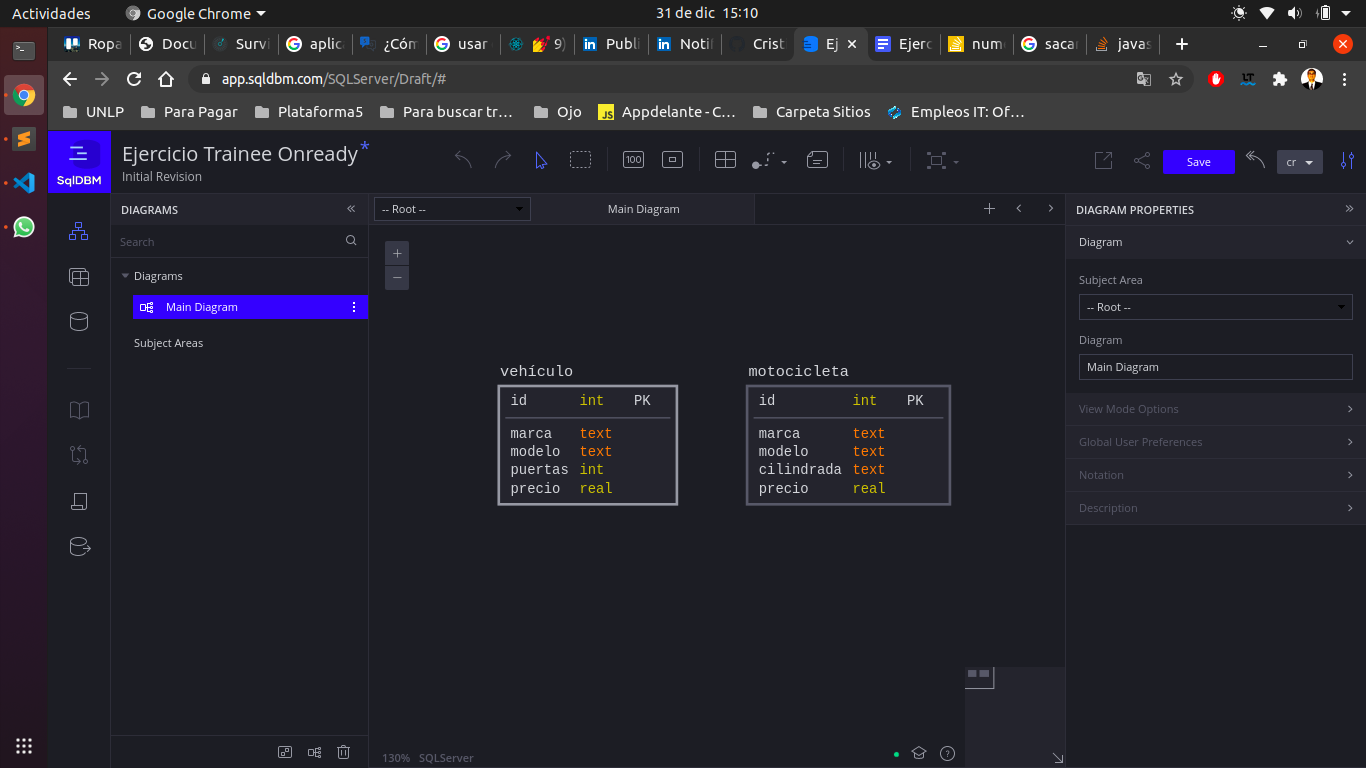 Actividades
Google Chrome
31 de dic 15:10
Ropa
Docu
Survi
aplica
¿Cóm
usar
9)
Publi
Notif
Crist
Ej
Ejerc
num
sacar
javas
app.sqldbm.com/SQLServer/Draft/#
UNLP
Para Pagar
Plataforma5
Para buscar tr…
Ojo
JS
Appdelante - C…
Carpeta Sitios
Empleos IT: Of…
SqlDBM
Ejercicio Trainee Onready*
Initial Revision
100
Save
cr
DIAGRAMS
-- Root --
Main Diagram
DIAGRAM PROPERTIES
Search
Diagram
Diagrams
Main Diagram
Subject Areas
Subject Area
-- Root --
Diagram
Main Diagram
View Mode Options
Global User Preferences
Notation
Description
vehículo
id int PK
marca text
modelo text
puertas int
precio real
motocicleta
id int PK
marca text
modelo text
cilindrada text
precio real
130% SQLServer